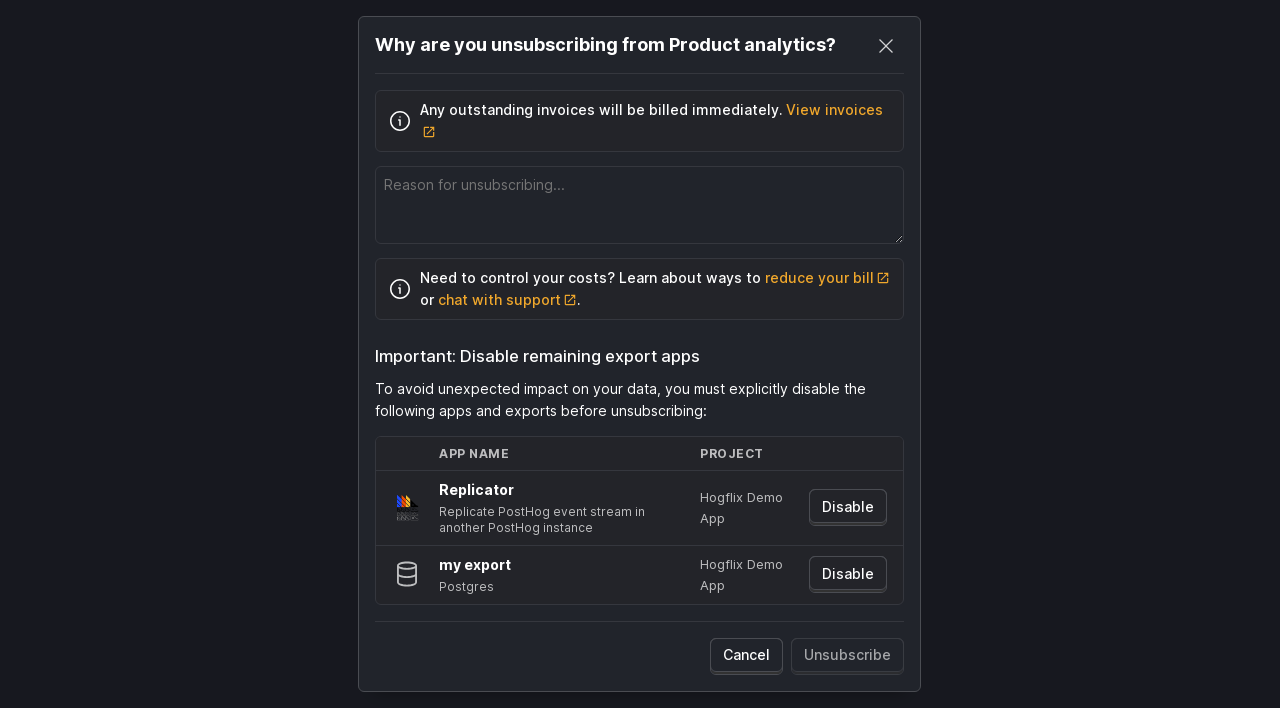 Why are you unsubscribing from Product analytics?
Any outstanding invoices will be billed immediately. View invoices
Reason for unsubscribing...
Need to control your costs? Learn about ways to reduce your bill
or chat with support.
Important: Disable remaining export apps
To avoid unexpected impact on your data, you must explicitly disable the
following apps and exports before unsubscribing:
APP NAME PROJECT
Replicator
Replicate PostHog event stream in
another PostHog instance
Hogflix Demo
App
Disable
my export
Postgres
Hogflix Demo
App
Disable
Cancel
Unsubscribe